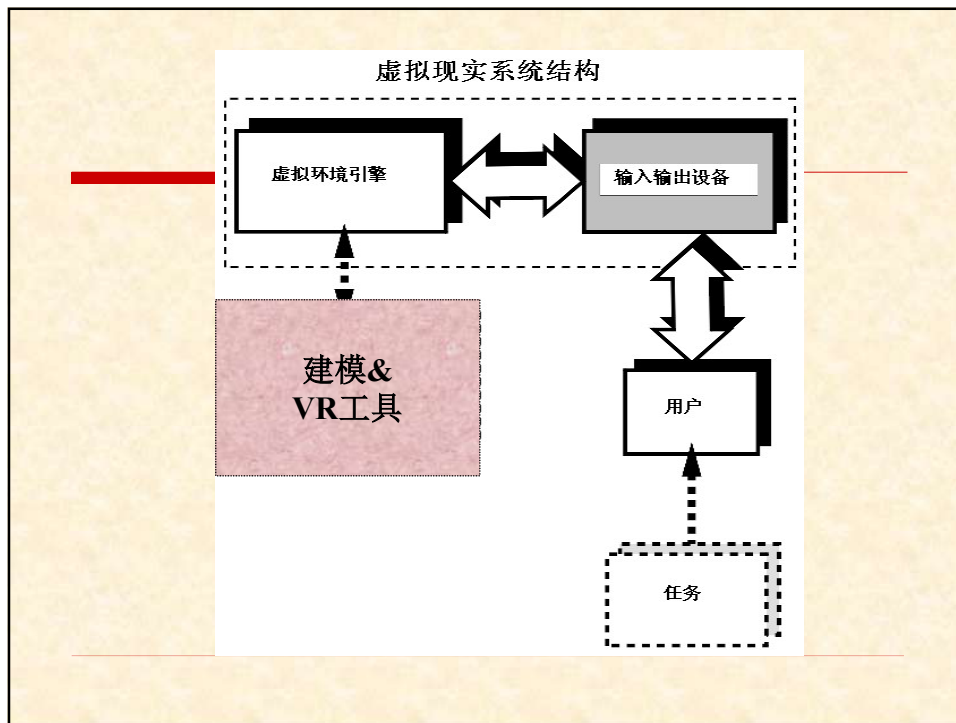 虚拟现实系统结构
虚拟环境引擎
输入输出设备
建模&
VR工具
用户
任务